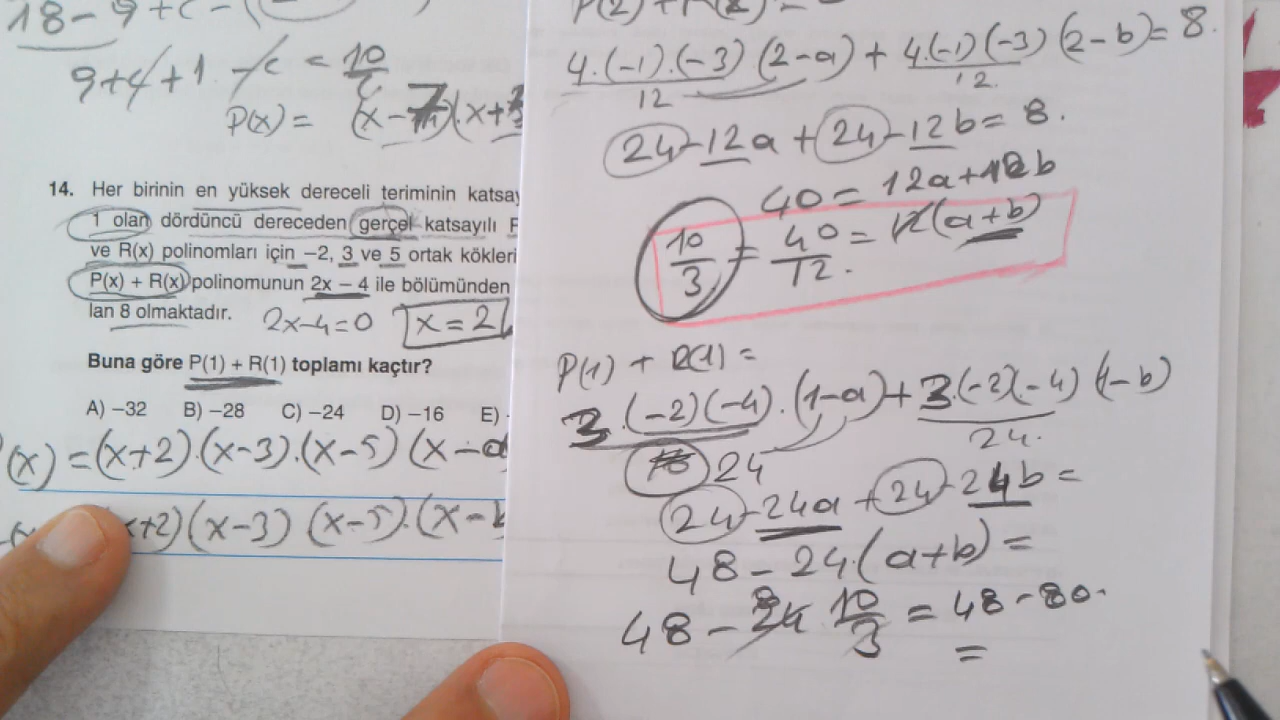 18 - 9 + c -
9 + 4 + 1 - c = 10
P(x) = (x - 7)(x +
14. Her birinin en yüksek dereceli teriminin katsay
1 olan dördüncü dereceden gerçel katsayılı P
ve R(x) polinomları için –2, 3 ve 5 ortak kökleri
P(x) + R(x) polinomunun 2x – 4 ile bölümünden
lan 8 olmaktadır.
2x-4=0 x=2
Buna göre P(1) + R(1) toplamı kaçtır?
A) –32 B) –28 C) –24 D) –16 E)
(x) = (x+2).(x-3).(x-5)(x-a
x+2)(x-3)(x-5).(x-b
4.(-1).(-3)(2-a) + 4.(-1)(-3)(2-b) = 8.
12 12.
24-12a + 24-12b = 8.
40 = 12a+12b
10/3 = 40/12 = 12(a+b)
P(1) + R(1) =
3.(-2)(-4).(1-a) + 3.(-2)(-4)(1-b)
24 24.
24-24a + 24-24b =
48 - 24.(a+b) =
48 - 24 10/3 = 48 - 80.
=